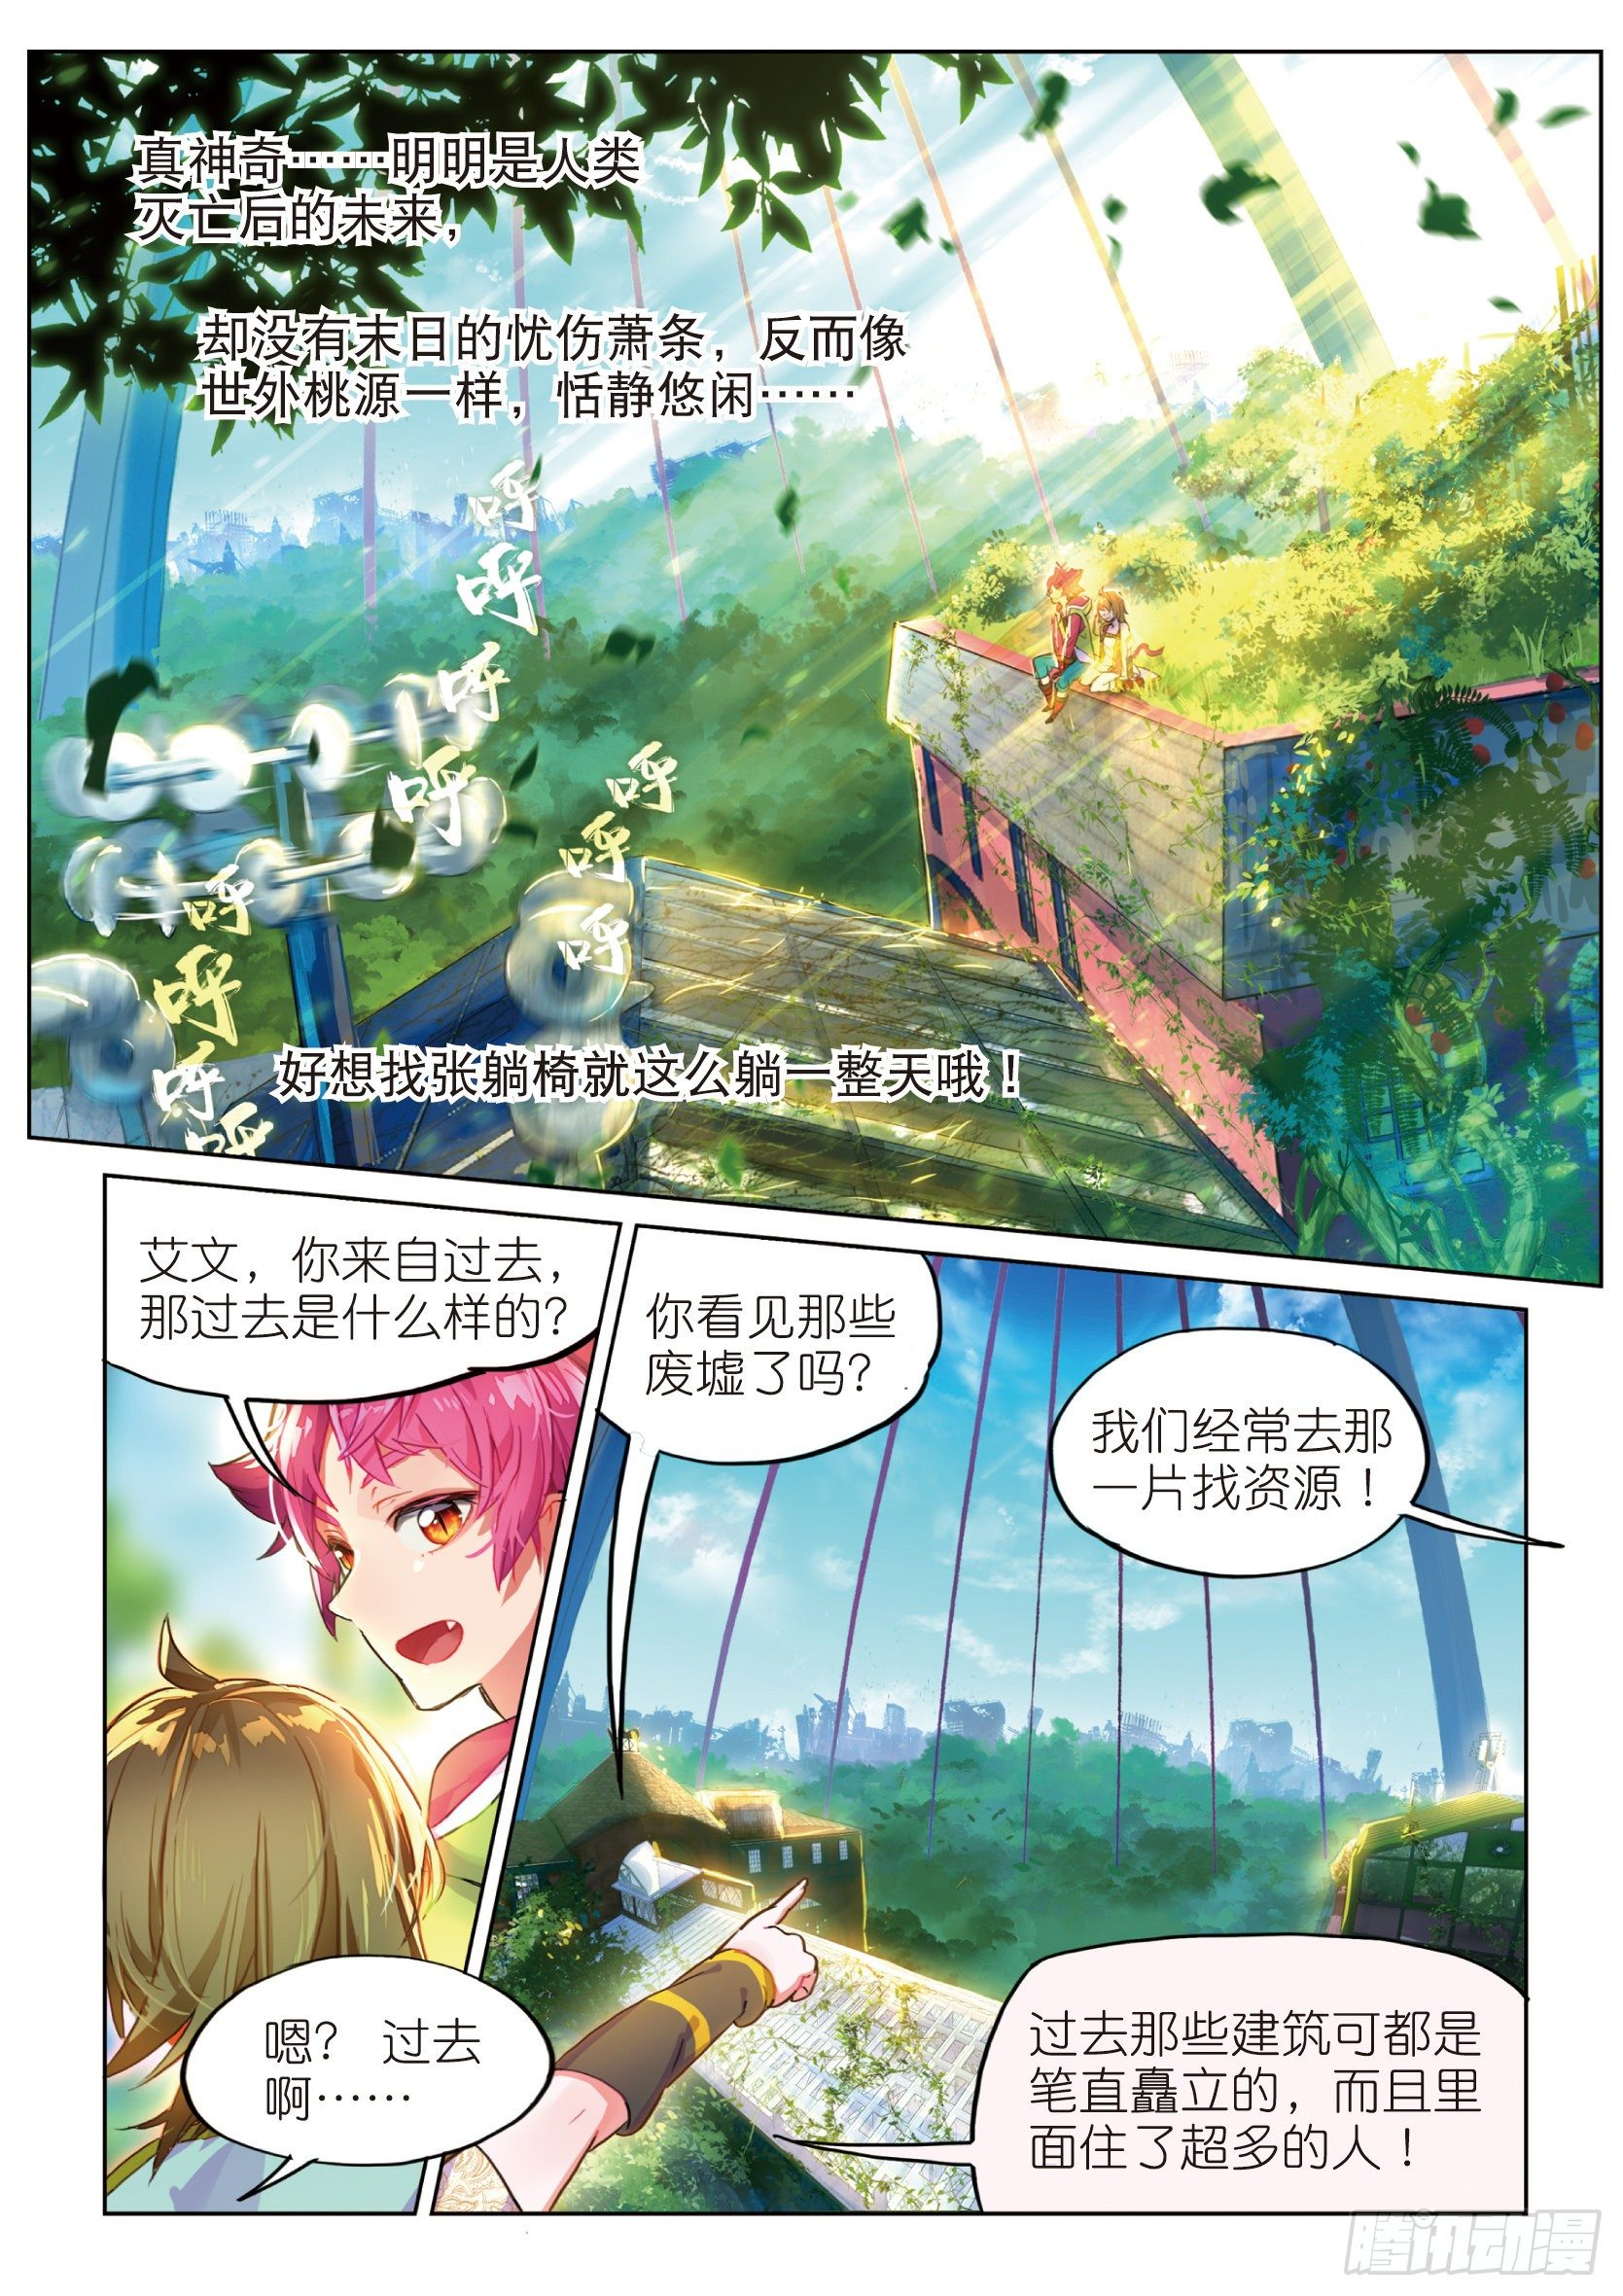 真神奇……明明是人类
灭亡后的未来，
却没有末日的忧伤萧条，反而像
世外桃源一样，恬静悠闲……
呼
呼
呼
呼
呼
呼
呼
呼
呼
呼
呼
好想找张躺椅就这么躺一整天哦！
艾文，你来自过去，
那过去是什么样的？
嗯？ 过去
啊……
你看见那些
废墟了吗？
我们经常去那
一片找资源！
过去那些建筑可都是
笔直矗立的，而且里
面住了超多的人！
腾讯动漫